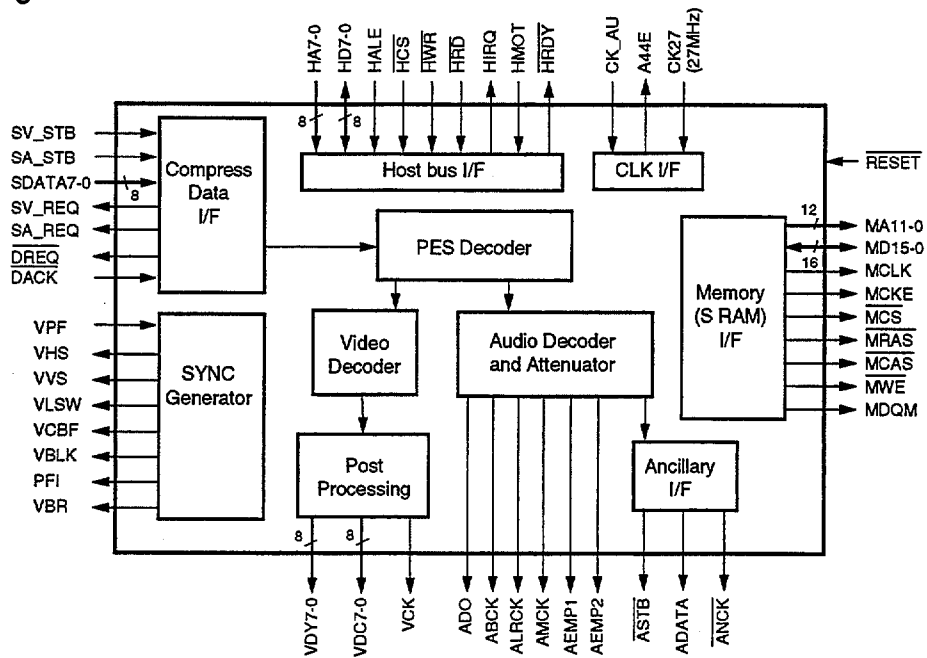 HA7-0
HD7-0
HALE
HCS
HWR
HRD
HIRQ
HMOT
HRDY
CK_AU
A44E
CK27
(27MHz)
8
8
Host bus I/F
CLK I/F
SV_STB
SA_STB
SDATA7-0
8
SV_REQ
SA_REQ
DREQ
DACK
Compress
Data
I/F
RESET
PES Decoder
12
MA11-0
MD15-0
16
MCLK
MCKE
MCS
MRAS
MCAS
MWE
MDQM
Memory
(S RAM)
I/F
VPF
VHS
VVS
VLSW
VCBF
VBLK
PFI
VBR
SYNC
Generator
Video
Decoder
Audio Decoder
and Attenuator
Post
Processing
Ancillary
I/F
8
8
VDY7-0
VDC7-0
VCK
ADO
ABCK
ALRCK
AMCK
AEMP1
AEMP2
ASTB
ADATA
ANCK